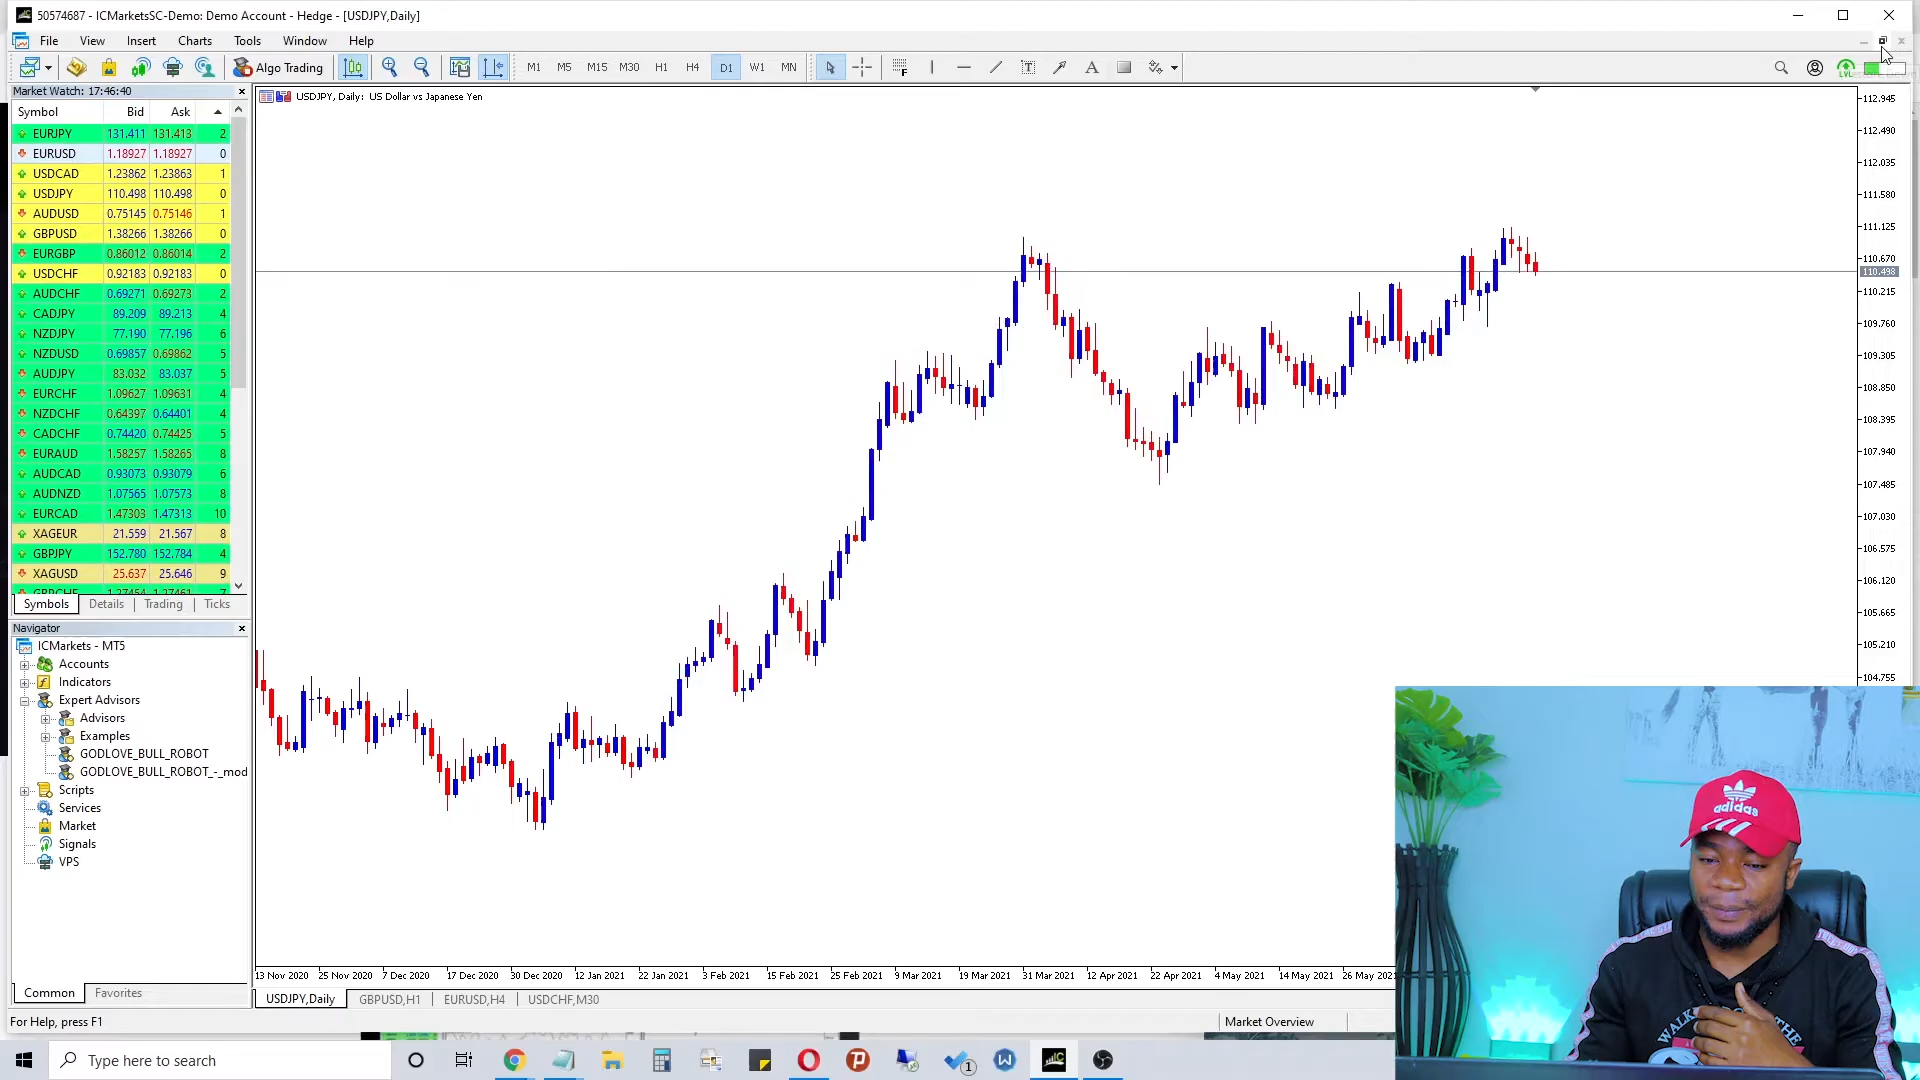 50574687 - ICMarketsSC-Demo: Demo Account - Hedge - [USDJPY,Daily]
File View Insert Charts Tools Window Help
Algo Trading M1 M5 M15 M30 H1 H4 D1 W1 MN
Market Watch: 17:46:40
Symbol Bid Ask
EURJPY 131.411 131.413 2
EURUSD 1.18927 1.18927 0
USDCAD 1.23862 1.23863 1
USDJPY 110.498 110.498 0
AUDUSD 0.75145 0.75146 1
GBPUSD 1.38266 1.38266 0
EURGBP 0.86012 0.86014 2
USDCHF 0.92183 0.92183 0
AUDCHF 0.69271 0.69273 2
CADJPY 89.209 89.213 4
NZDJPY 77.190 77.196 6
NZDUSD 0.69857 0.69862 5
AUDJPY 83.032 83.037 5
EURCHF 1.09627 1.09631 4
NZDCHF 0.64397 0.64401 4
CADCHF 0.74420 0.74425 5
EURAUD 1.58257 1.58265 8
AUDCAD 0.93073 0.93079 6
AUDNZD 1.07565 1.07573 8
EURCAD 1.47303 1.47313 10
XAGEUR 21.559 21.567 8
GBPJPY 152.780 152.784 4
XAGUSD 25.637 25.646 9
GBPCHF 1.27454 1.27461 7
Symbols Details Trading Ticks
Navigator
ICMarkets - MT5
Accounts
Indicators
Expert Advisors
Advisors
Examples
GODLOVE_BULL_ROBOT
GODLOVE_BULL_ROBOT_-_mod
Scripts
Services
Market
Signals
VPS
Common Favorites
For Help, press F1
USDJPY, Daily: US Dollar vs Japanese Yen
112.945
112.490
112.035
111.580
111.125
110.670
110.498
110.215
109.760
109.305
108.850
108.395
107.940
107.485
107.030
106.575
106.120
105.665
105.210
104.755
13 Nov 2020 25 Nov 2020 7 Dec 2020 17 Dec 2020 30 Dec 2020 12 Jan 2021 22 Jan 2021 3 Feb 2021 15 Feb 2021 25 Feb 2021 9 Mar 2021 19 Mar 2021 31 Mar 2021 12 Apr 2021 22 Apr 2021 4 May 2021 14 May 2021 26 May 2021
USDJPY,Daily GBPUSD,H1 EURUSD,H4 USDCHF,M30
Market Overview
adidas
Type here to search